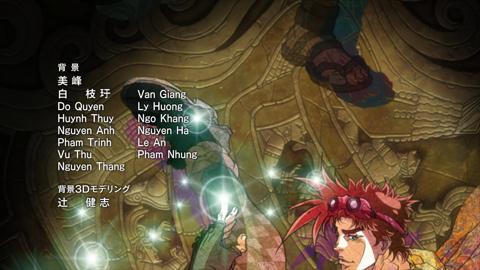 背景
美峰
白 枝玗 Van Giang
Do Quyen Ly Huong
Huynh Thuy Ngo Khang
Nguyen Anh Nguyen Ha
Pham Trinh Le An
Vu Thu Pham Nhung
Nguyen Thang
背景3Dモデリング
辻 健志